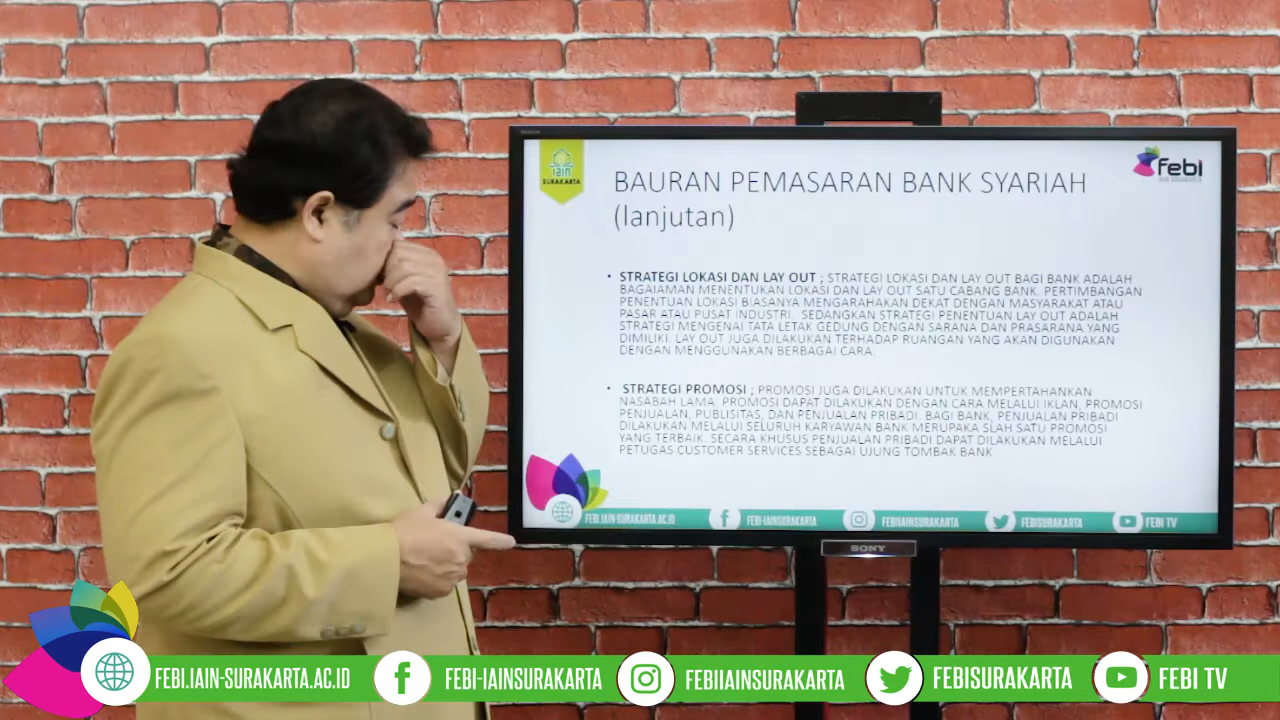 iain
SURAKARTA
febi
IAIN SURAKARTA
BAURAN PEMASARAN BANK SYARIAH
(lanjutan)
• STRATEGI LOKASI DAN LAY OUT ; STRATEGI LOKASI DAN LAY OUT BAGI BANK ADALAH
BAGAIAMAN MENENTUKAN LOKASI DAN LAY OUT SATU CABANG BANK. PERTIMBANGAN
PENENTUAN LOKASI BIASANYA MENGARAHAKAN DEKAT DENGAN MASYARAKAT ATAU
PASAR ATAU PUSAT INDUSTRI. SEDANGKAN STRATEGI PENENTUAN LAY OUT ADALAH
STRATEGI MENGENAI TATA LETAK GEDUNG DENGAN SARANA DAN PRASARANA YANG
DIMILIKI. LAY OUT JUGA DILAKUKAN TERHADAP RUANGAN YANG AKAN DIGUNAKAN
DENGAN MENGGUNAKAN BERBAGAI CARA.
• STRATEGI PROMOSI ; PROMOSI JUGA DILAKUKAN UNTUK MEMPERTAHANKAN
NASABAH LAMA. PROMOSI DAPAT DILAKUKAN DENGAN CARA MELALUI IKLAN, PROMOSI
PENJUALAN, PUBLISITAS, DAN PENJUALAN PRIBADI. BAGI BANK, PENJUALAN PRIBADI
DILAKUKAN MELALUI SELURUH KARYAWAN BANK MERUPAKA SLAH SATU PROMOSI
YANG TERBAIK. SECARA KHUSUS PENJUALAN PRIBADI DAPAT DILAKUKAN MELALUI
PETUGAS CUSTOMER SERVICES SEBAGAI UJUNG TOMBAK BANK
FEBI.IAIN-SURAKARTA.AC.ID FEBI-IAINSURAKARTA FEBIIAINSURAKARTA FEBISURAKARTA FEBI TV
SONY
FEBI.IAIN-SURAKARTA.AC.ID FEBI-IAINSURAKARTA FEBIIAINSURAKARTA FEBISURAKARTA FEBI TV